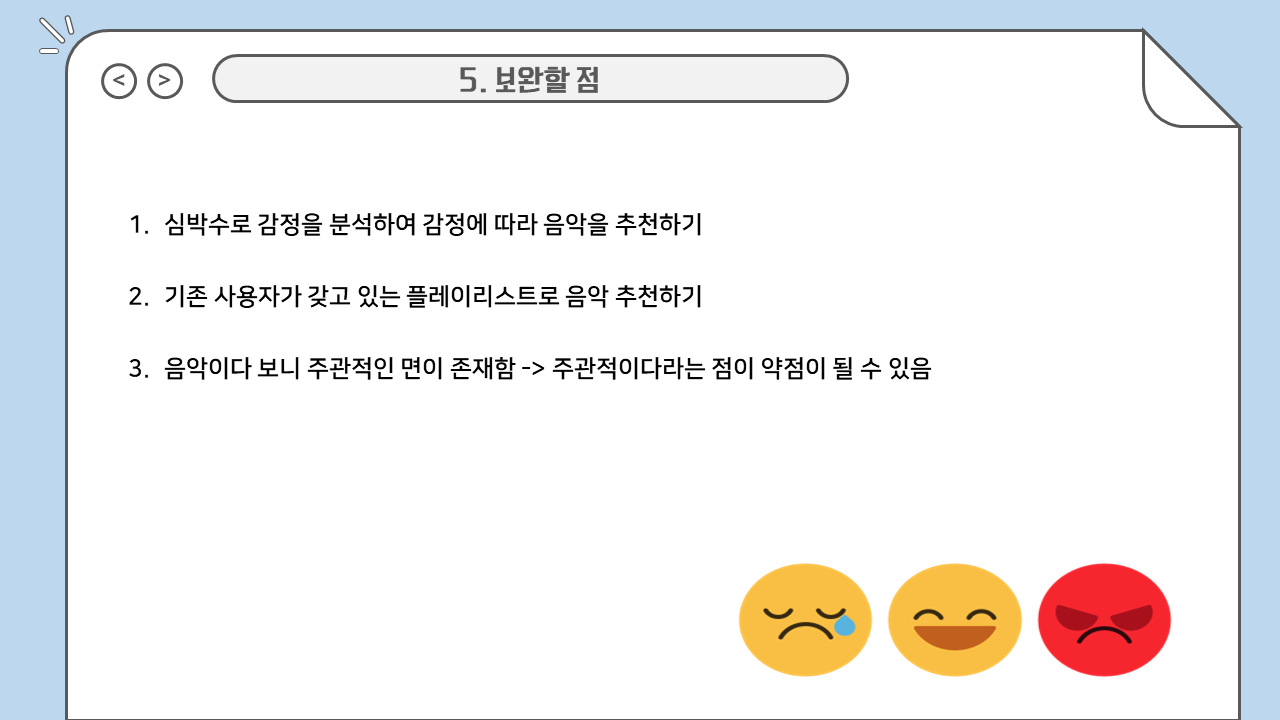 < >
5. 보완할 점
1. 심박수로 감정을 분석하여 감정에 따라 음악을 추천하기
2. 기존 사용자가 갖고 있는 플레이리스트로 음악 추천하기
3. 음악이다 보니 주관적인 면이 존재함 -> 주관적이다라는 점이 약점이 될 수 있음